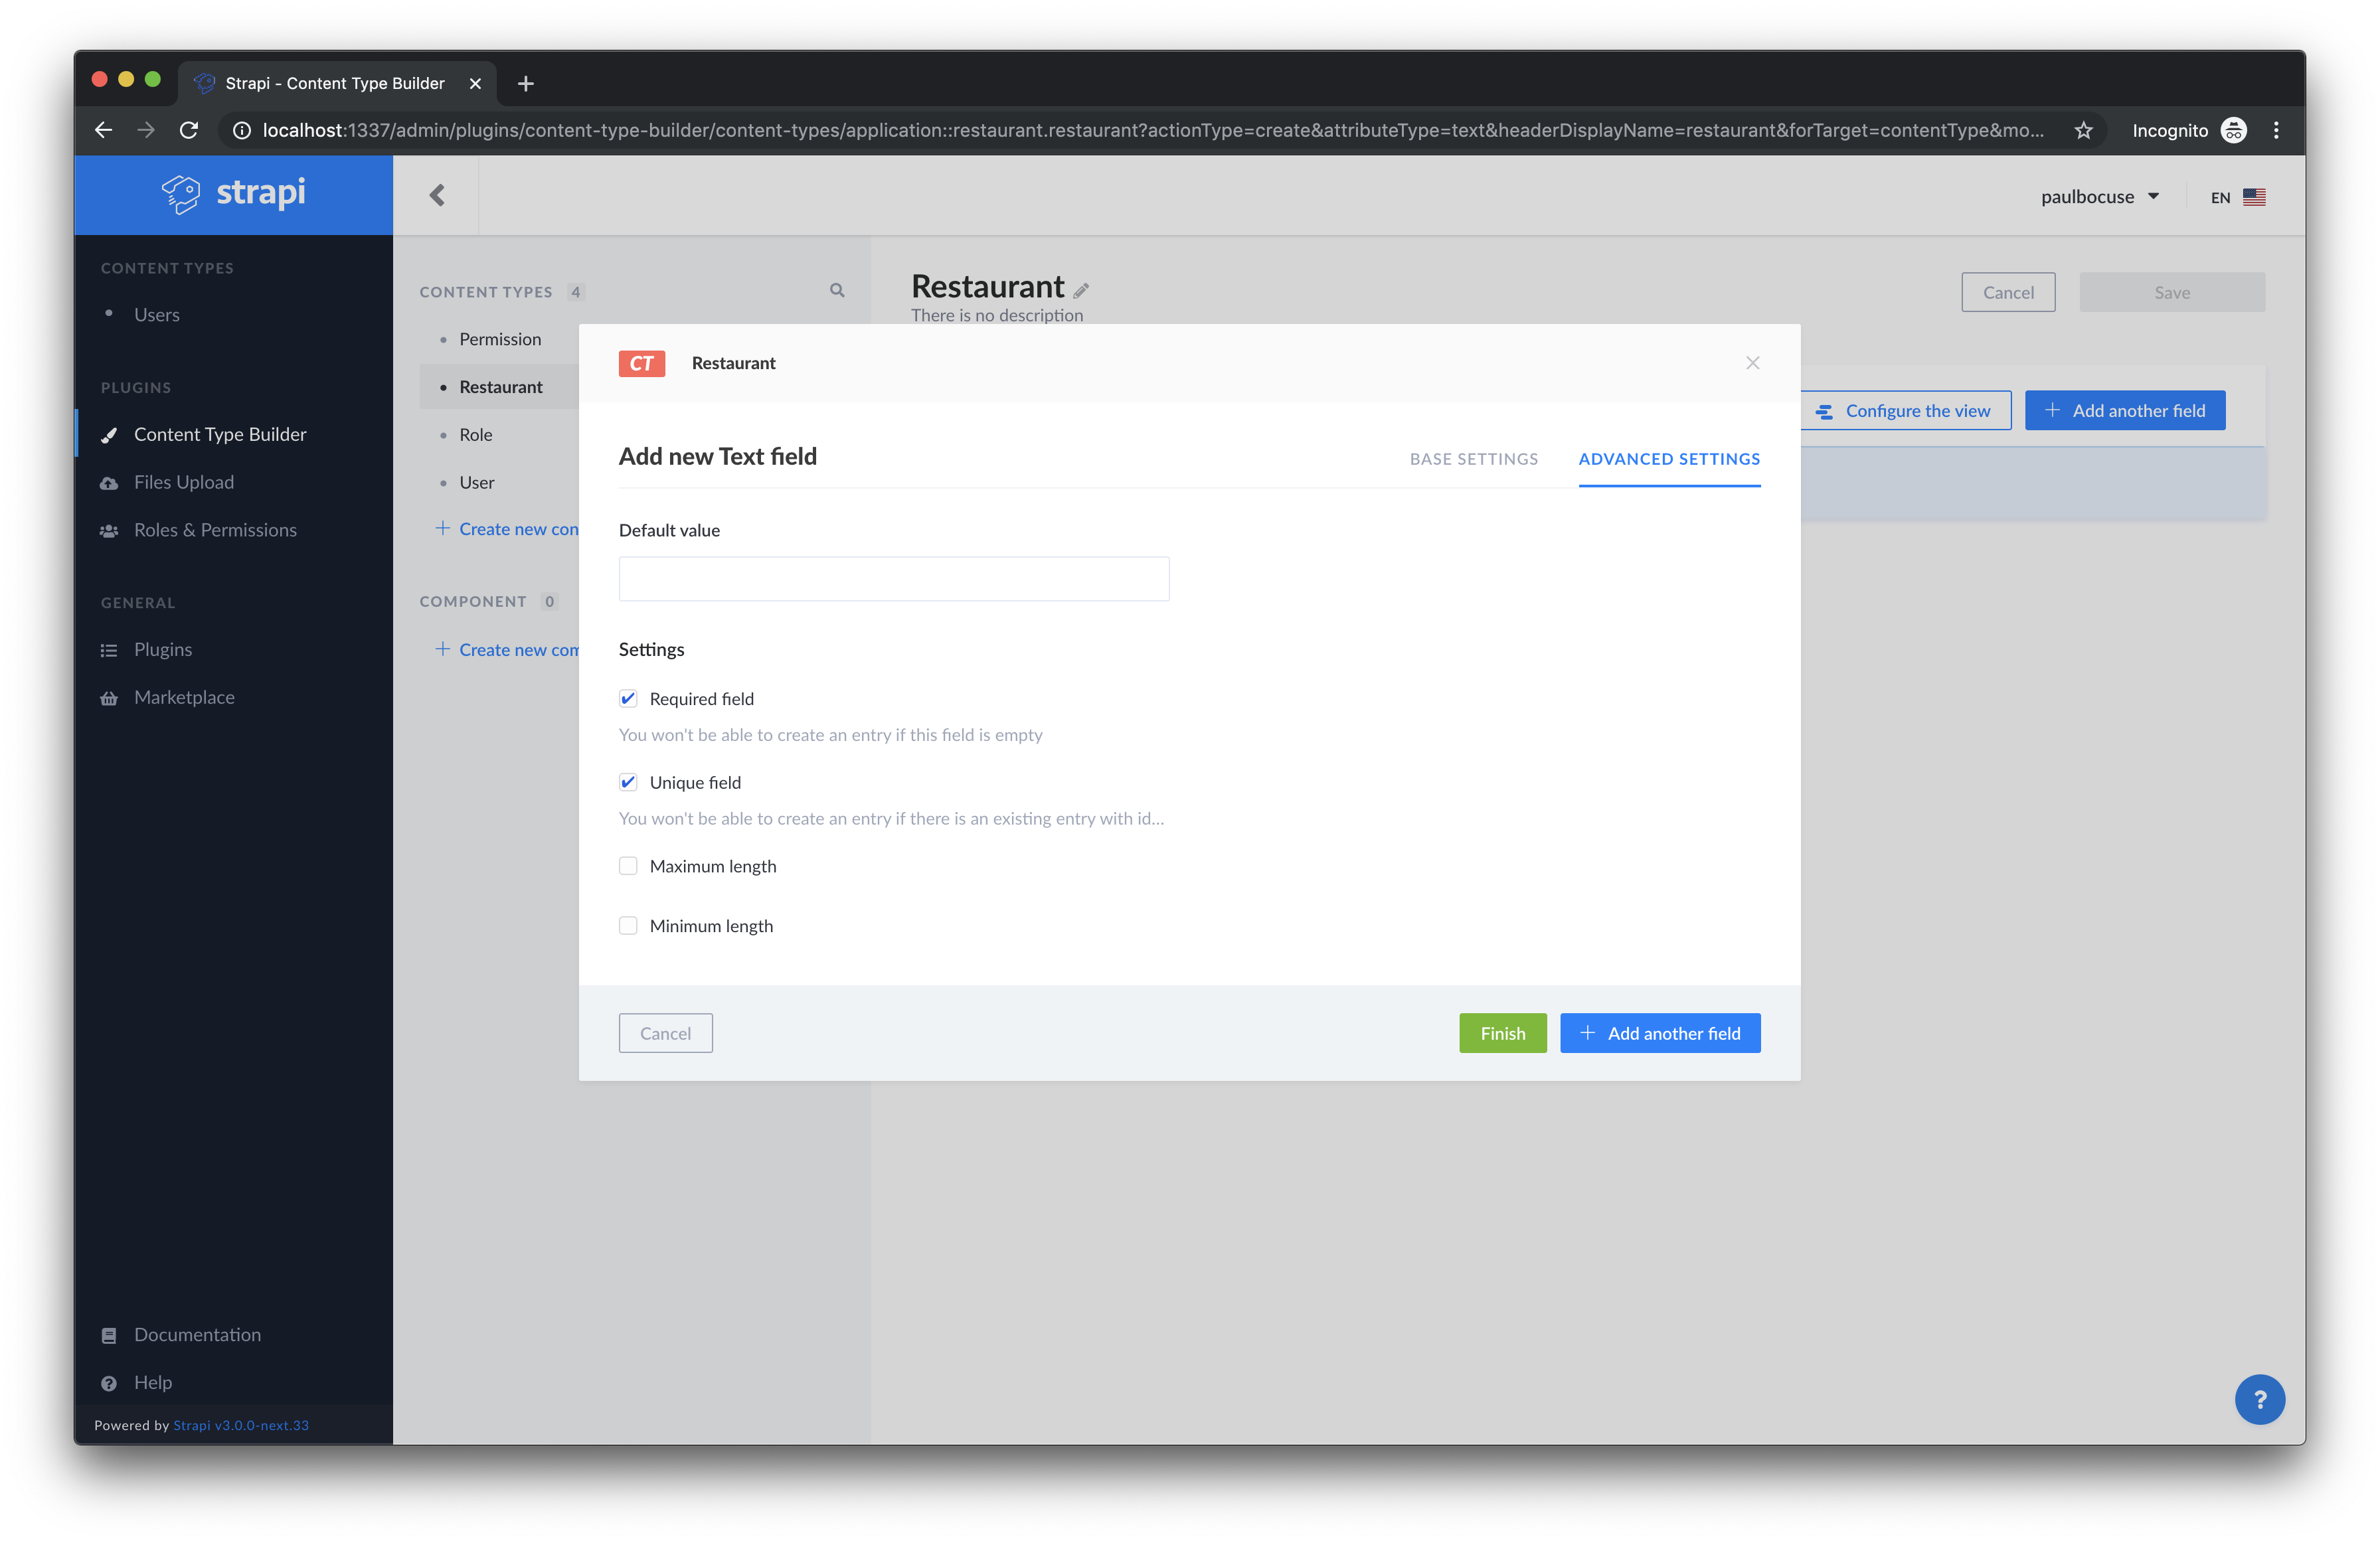 Strapi - Content Type Builder
localhost:1337/admin/plugins/content-type-builder/content-types/application::restaurant.restaurant?actionType=create&attributeType=text&headerDisplayName=restaurant&forTarget=contentType&mo...
Incognito
strapi
paulbocuse
EN
CONTENT TYPES
Users
PLUGINS
Content Type Builder
Files Upload
Roles & Permissions
GENERAL
Plugins
Marketplace
Documentation
Help
Powered by Strapi v3.0.0-next.33
CONTENT TYPES 4
Permission
Restaurant
Role
User
Create new con
COMPONENT 0
Create new com
Restaurant
There is no description
Cancel
Save
Configure the view
Add another field
CT Restaurant
Add new Text field
BASE SETTINGS
ADVANCED SETTINGS
Default value
Settings
Required field
You won't be able to create an entry if this field is empty
Unique field
You won't be able to create an entry if there is an existing entry with id...
Maximum length
Minimum length
Cancel
Finish
Add another field
?